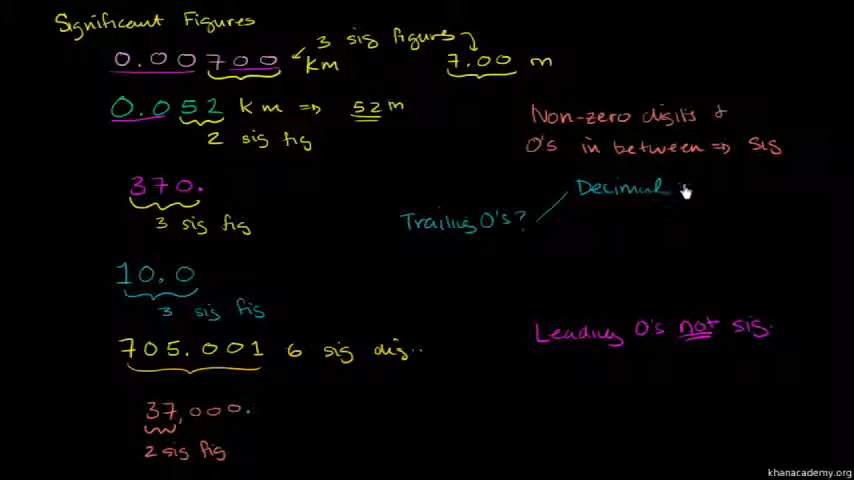 Significant Figures
0.00700 km
3 sig figures
7.00 m
0.052 km => 52 m
2 sig fig
Non-zero digits &
0's in between => sig
370.
3 sig fig
Decimal
Trailing 0's?
10.0
3 sig fig
Leading 0's not sig.
705.001 6 sig dig..
37,000.
2 sig fig
khanacademy.org